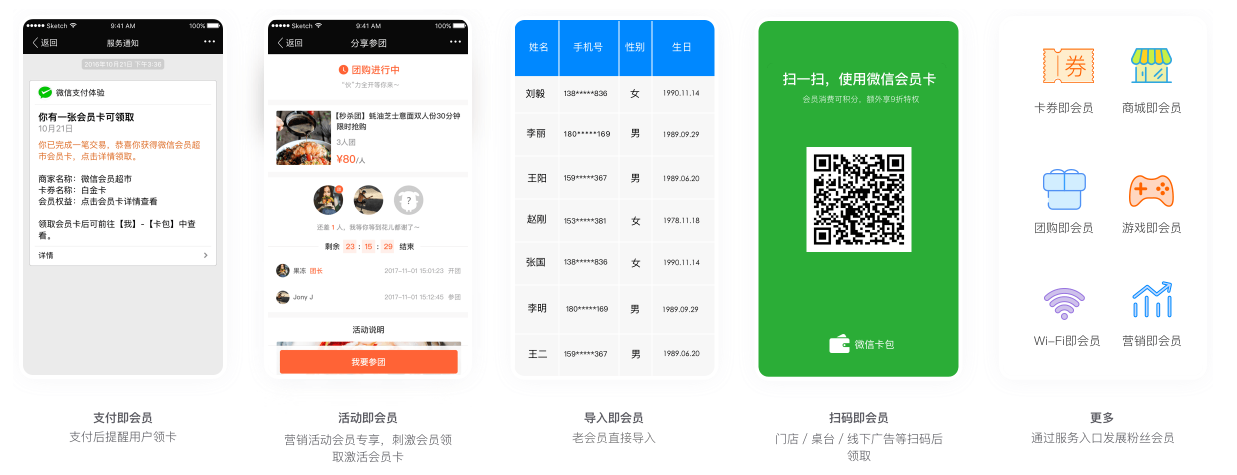 Sketch 9:41 AM 100%
返回 服务通知
2016年10月21日 下午3:36
微信支付体验
你有一张会员卡可领取
10月21日
你已完成一笔交易，恭喜你获得微信会员超
市会员卡，点击详情领取。
商家名称：微信会员超市
卡券名称：白金卡
会员权益：点击会员卡详情查看
领取会员卡后可前往【我】-【卡包】中查
看。
详情
支付即会员
支付后提醒用户领卡
Sketch 9:41 AM 100%
返回 分享参团
团购进行中
"伙"力全开等你来~
【秒杀团】蚝油芝士意面双人份30分钟
限时抢购
3人团
¥80/人
?
还差 1 人，我等你等到花儿都谢了~
剩余 23 : 15 : 29 结束
果冻 团长 2017-11-01 15:01:23 开团
Jony J 2017-11-01 15:12:45 参团
活动说明
我要参团
活动即会员
营销活动会员专享，刺激会员领
取激活会员卡
姓名 手机号 性别 生日
刘毅 138*****836 女 1990.11.14
李丽 180*****169 男 1989.09.29
王阳 159*****367 男 1989.06.20
赵刚 153*****381 女 1978.11.18
张国 138*****836 女 1990.11.14
李明 180*****169 男 1989.09.29
王二 159*****367 男 1989.06.20
导入即会员
老会员直接导入
扫一扫，使用微信会员卡
会员消费可积分，额外享9折特权
微信卡包
扫码即会员
门店 / 桌台 / 线下广告等扫码后
领取
券
卡券即会员 商城即会员
团购即会员 游戏即会员
Wi-Fi即会员 营销即会员
更多
通过服务入口发展粉丝会员